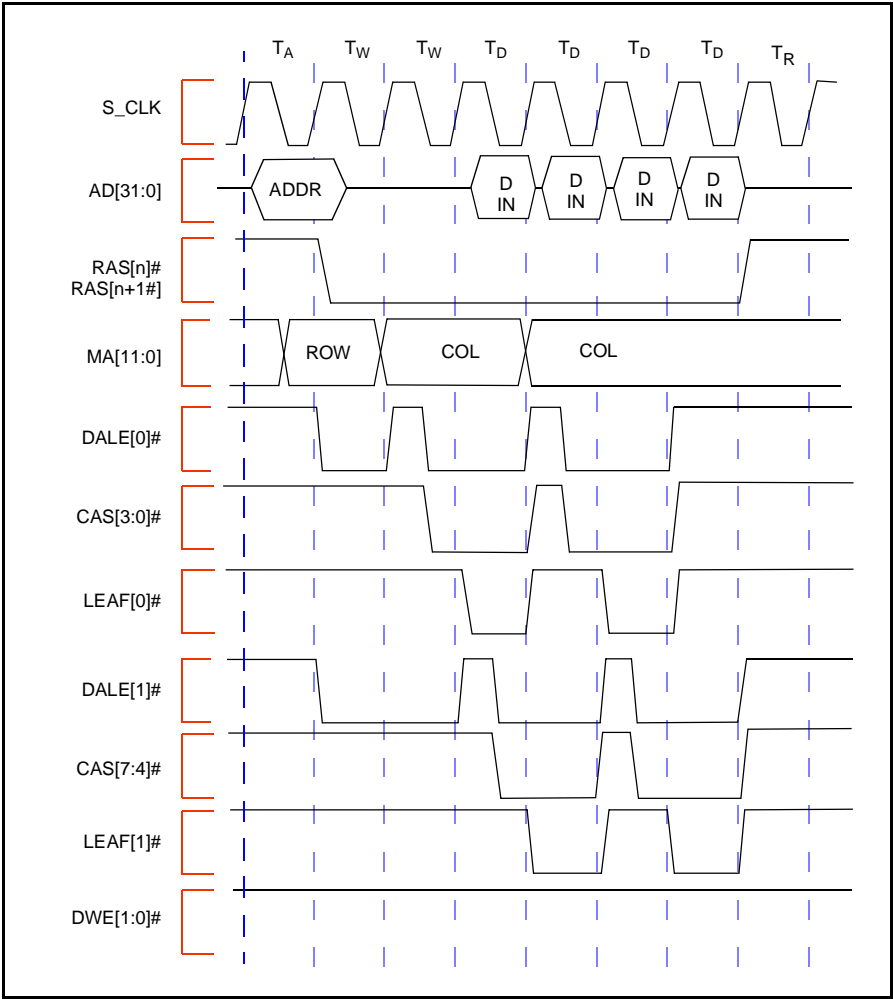 TA TW TW TD TD TD TD TR
S_CLK
AD[31:0]
ADDR
D
IN
D
IN
D
IN
D
IN
RAS[n]#
RAS[n+1#]
MA[11:0]
ROW
COL
COL
DALE[0]#
CAS[3:0]#
LEAF[0]#
DALE[1]#
CAS[7:4]#
LEAF[1]#
DWE[1:0]#